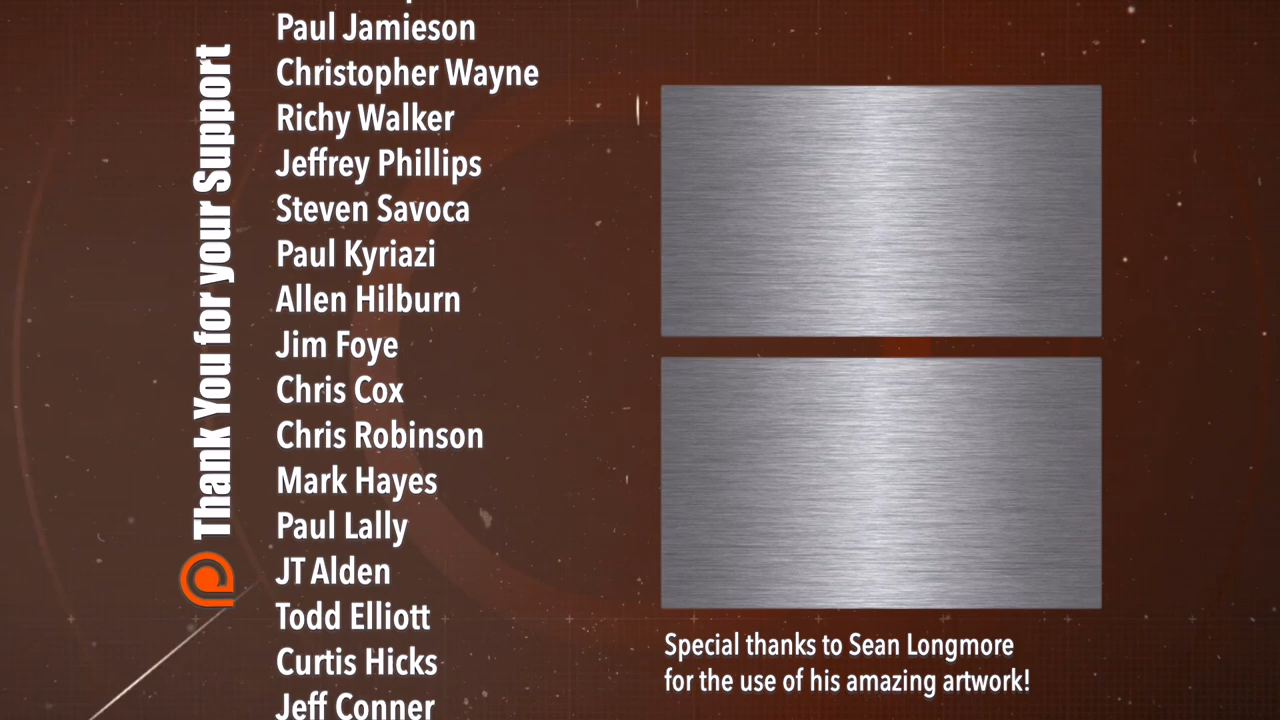 Thank You for your Support
Paul Jamieson
Christopher Wayne
Richy Walker
Jeffrey Phillips
Steven Savoca
Paul Kyriazi
Allen Hilburn
Jim Foye
Chris Cox
Chris Robinson
Mark Hayes
Paul Lally
JT Alden
Todd Elliott
Curtis Hicks
Jeff Conner
Special thanks to Sean Longmore
for the use of his amazing artwork!